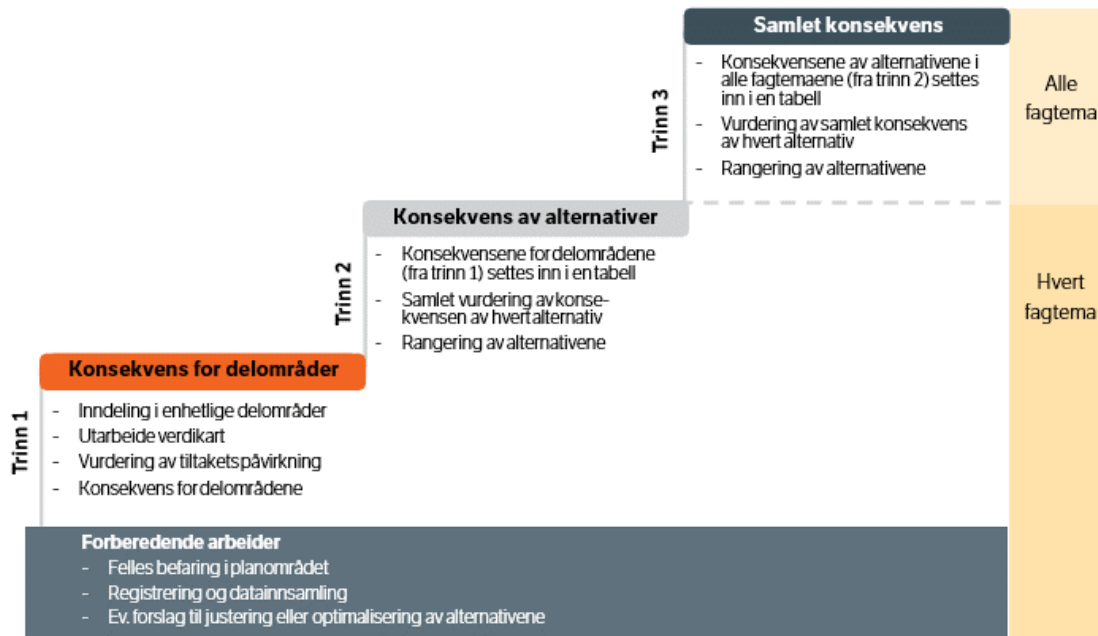 Samlet konsekvens
- Konsekvensene av alternativene i
alle fagtemaene (fra trinn 2) settes
inn i en tabell
- Vurdering av samlet konsekvens
av hvert alternativ
- Rangering av alternativene
Trinn 3
Alle
fagtema
Konsekvens av alternativer
- Konsekvensene for delområdene
(fra trinn 1) settes inn i en tabell
- Samlet vurdering av konse-
kvensen av hvert alternativ
- Rangering av alternativene
Trinn 2
Hvert
fagtema
Konsekvens for delområder
- Inndeling i enhetlige delområder
- Utarbeide verdikart
- Vurdering av tiltakets påvirkning
- Konsekvens for delområdene
Trinn 1
Forberedende arbeider
- Felles befaring i planområdet
- Registrering og datainnsamling
- Ev. forslag til justering eller optimalisering av alternativene